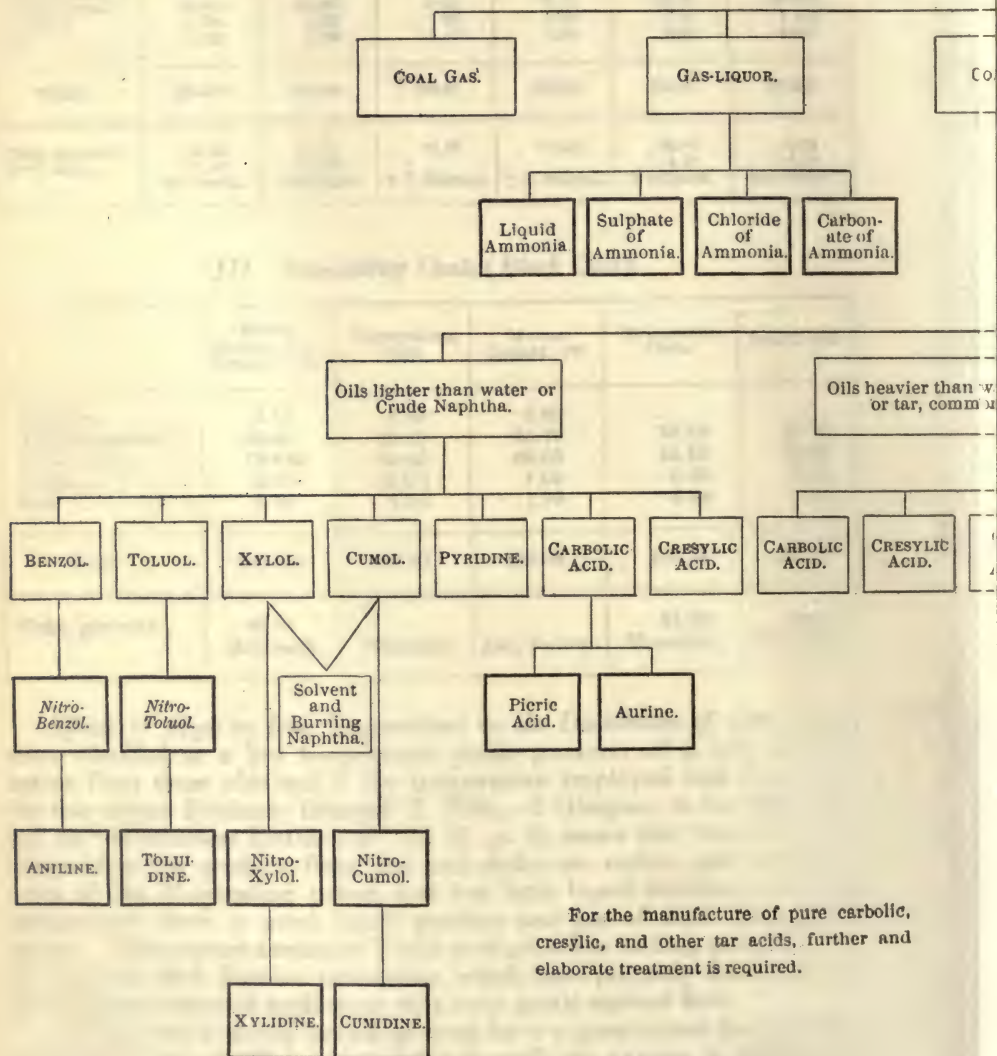 COAL GAS.
GAS-LIQUOR.
Liquid
Ammonia
Sulphate
of
Ammonia.
Chloride
of
Ammonia.
Carbon-
ate of
Ammonia.
Oils lighter than water or
Crude Naphtha.
Oils heavier than
or tar,
BENZOL.
TOLUOL.
XYLOL.
CUMOL.
PYRIDINE.
CARBOLIC
ACID.
CRESYLIC
ACID.
CARBOLIC
ACID.
CRESYLIC
ACID.
Nitro-
Benzol.
Nitro-
Toluol.
Solvent
and
Burning
Naphtha.
Picric
Acid.
Aurine.
ANILINE.
TOLUI-
DINE.
Nitro-
Xylol.
Nitro-
Cumol.
For the manufacture of pure carbolic,
cresylic, and other tar acids, further and
elaborate treatment is required.
XYLIDINE.
CUMIDINE.